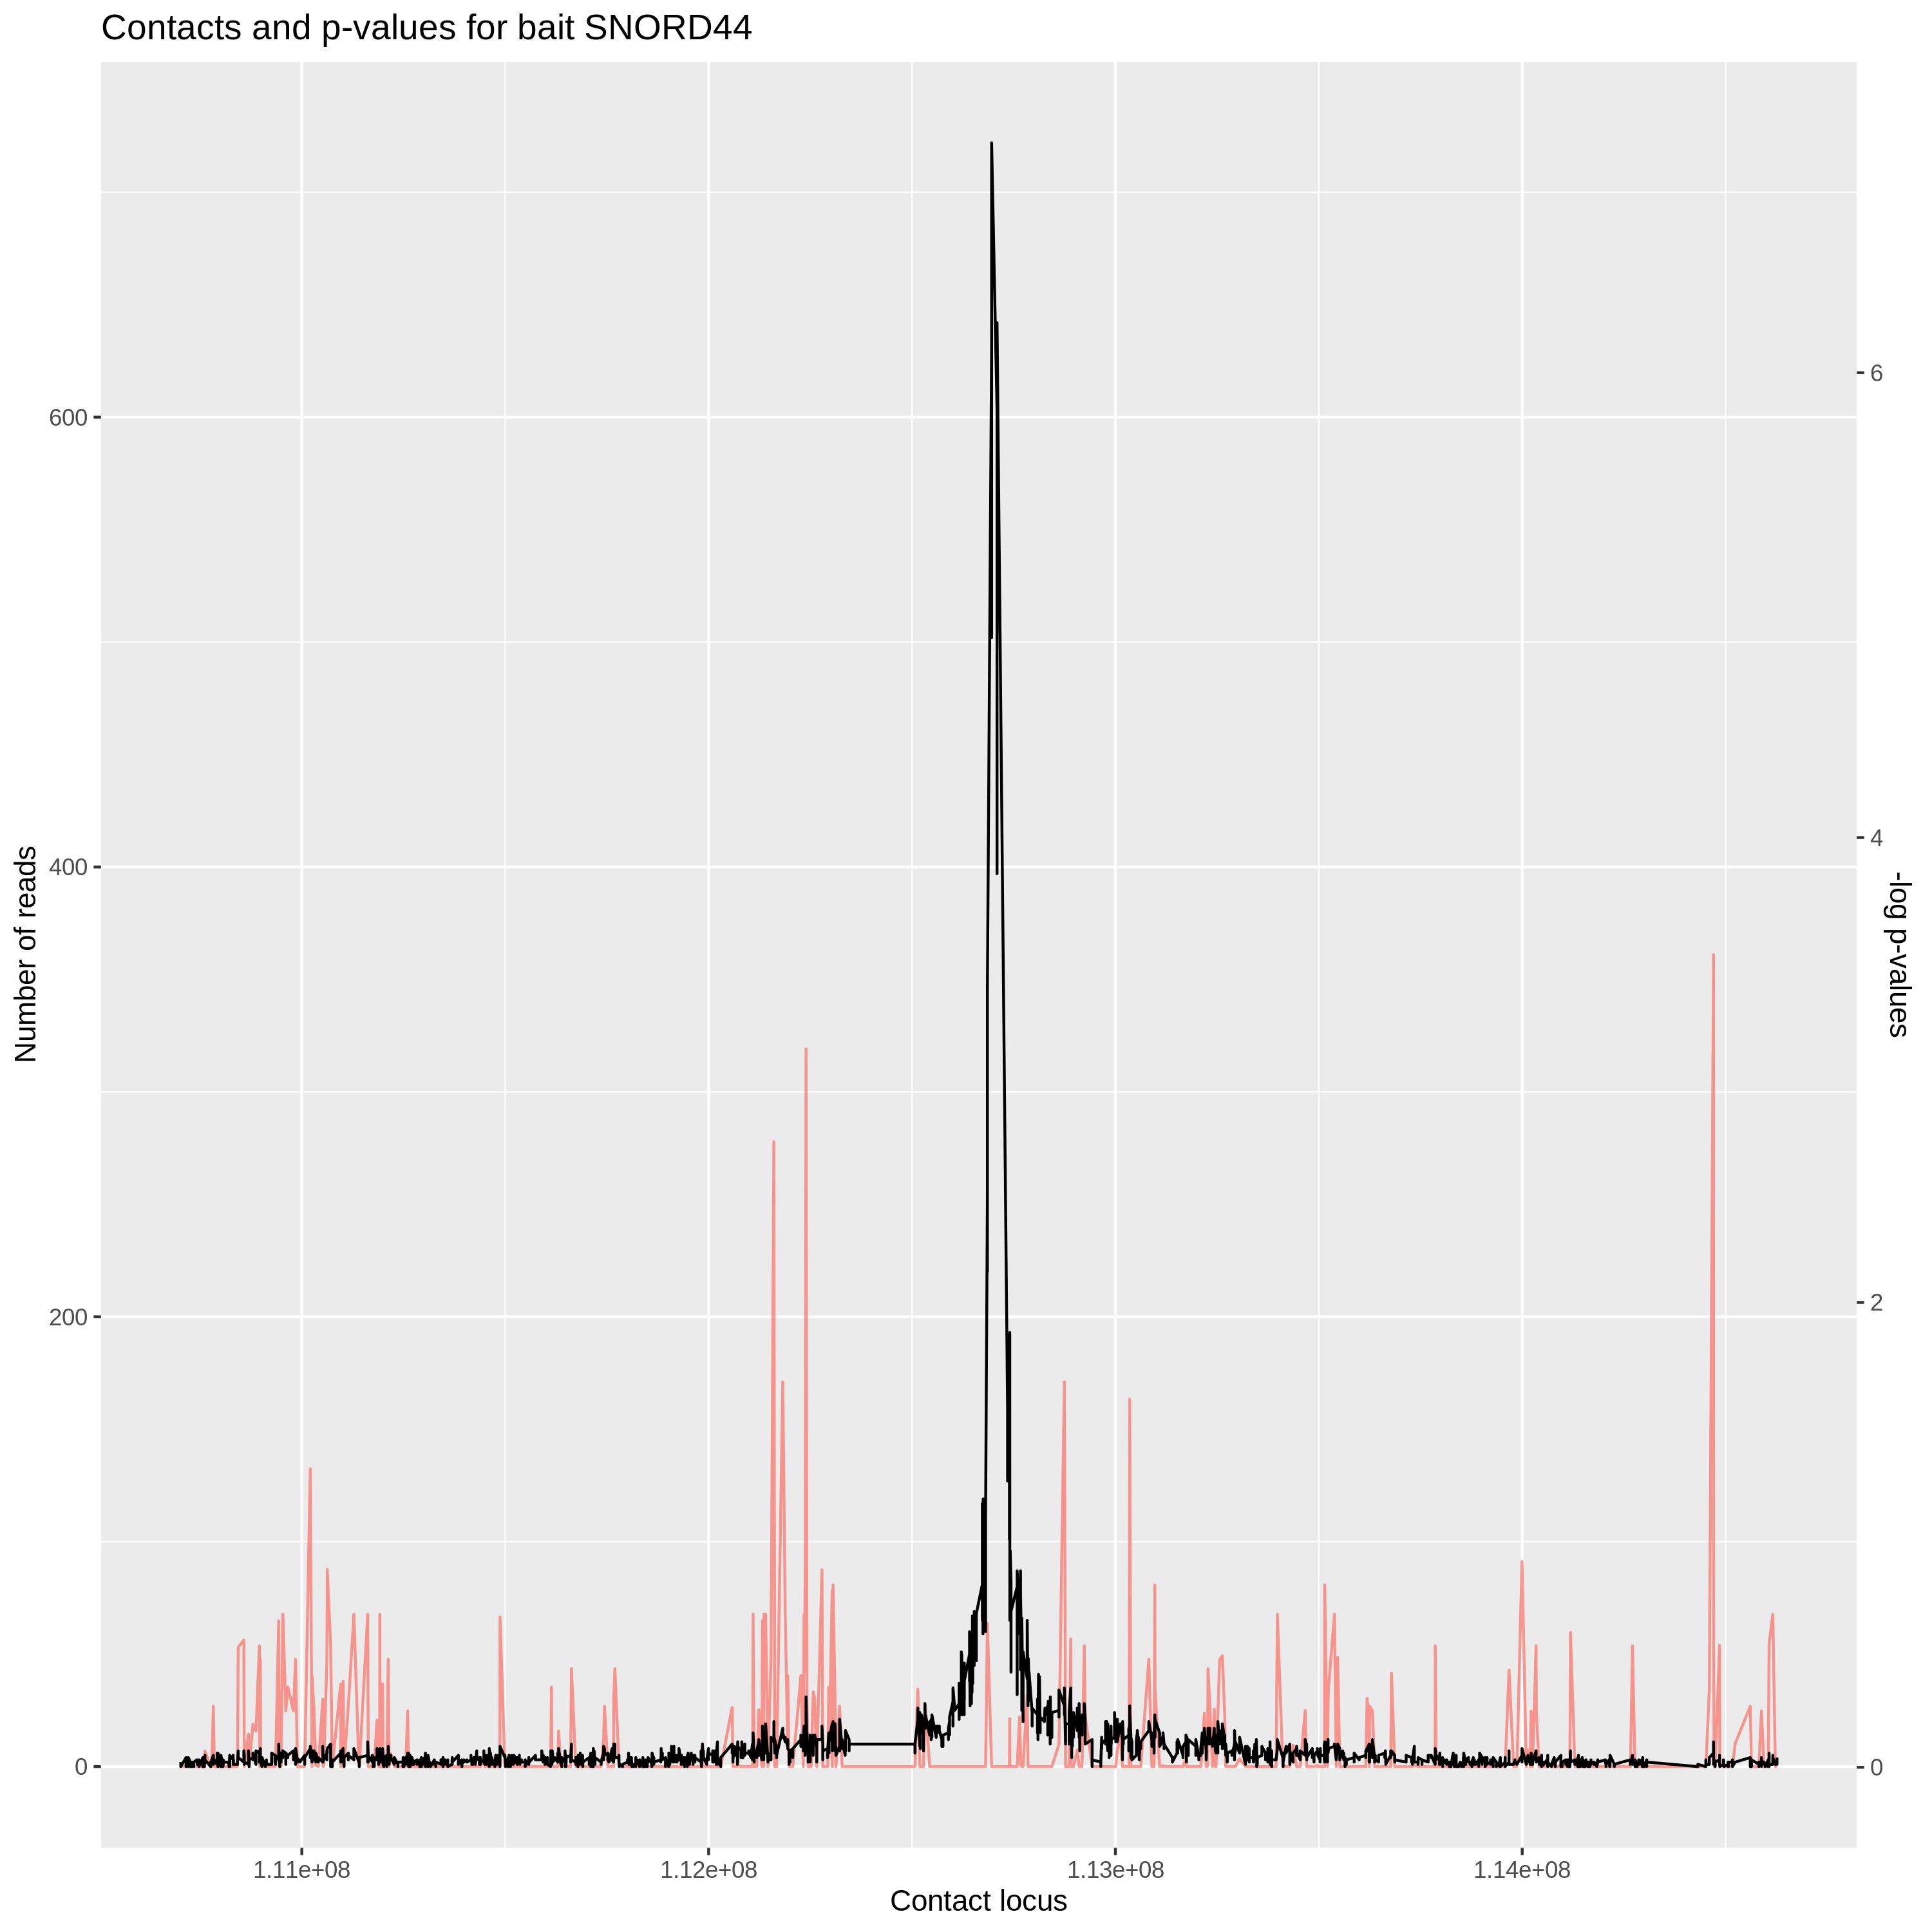 Contacts and p-values for bait SNORD44
Number of reads
600
400
200
0
6
4
2
0
-log p-values
1.11e+08
1.12e+08
1.13e+08
1.14e+08
Contact locus